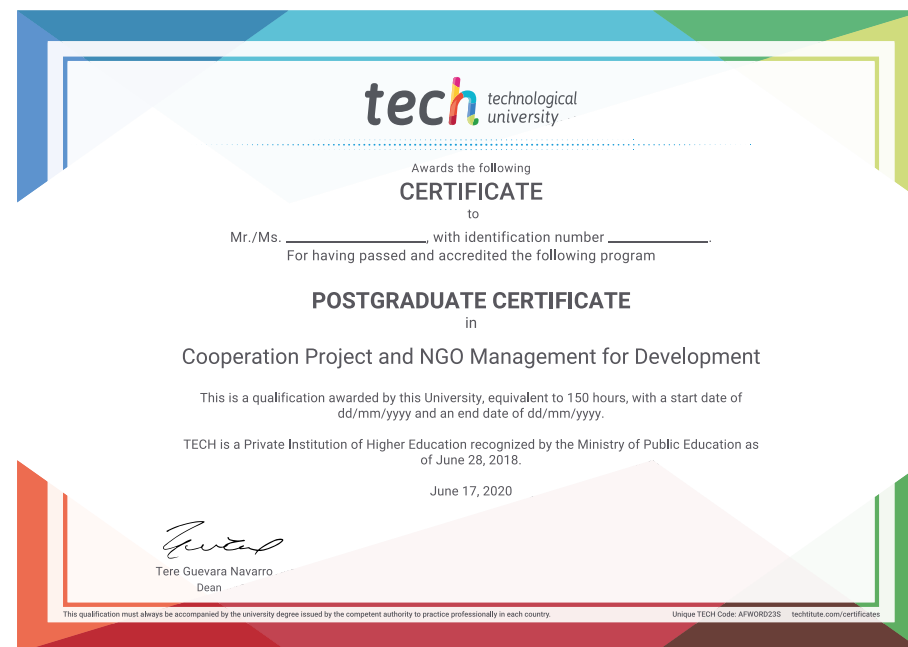 tech technological
university
Awards the following
CERTIFICATE
to
Mr./Ms. ____________________, with identification number ______________.
For having passed and accredited the following program
POSTGRADUATE CERTIFICATE
in
Cooperation Project and NGO Management for Development
This is a qualification awarded by this University, equivalent to 150 hours, with a start date of
dd/mm/yyyy and an end date of dd/mm/yyyy.
TECH is a Private Institution of Higher Education recognized by the Ministry of Public Education as
of June 28, 2018.
June 17, 2020
Tere Guevara Navarro
Dean
This qualification must always be accompanied by the university degree issued by the competent authority to practice professionally in each country. Unique TECH Code: AFWORD23S techtitute.com/certificates